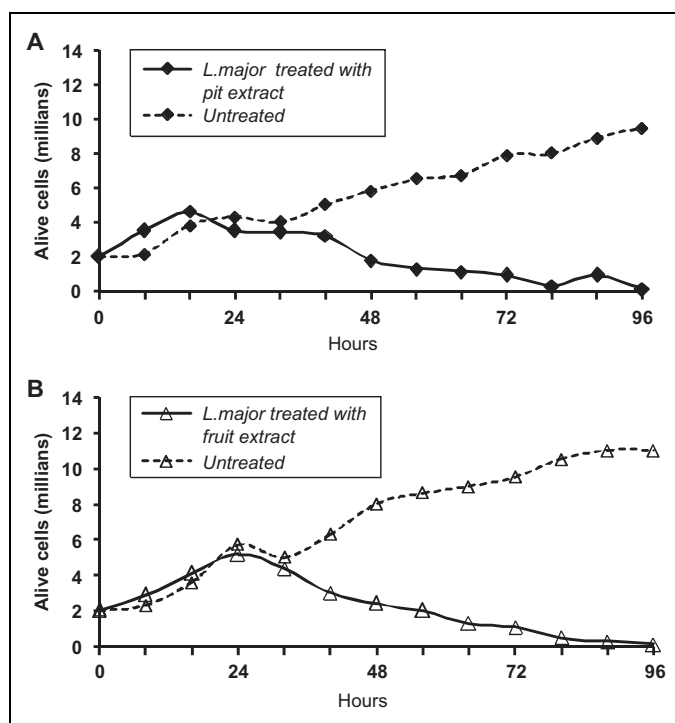 A
14
12
10
8
6
4
2
0
Alive cells (millians)
L.major treated with
pit extract
Untreated
0 24 48 72 96
Hours
B
14
12
10
8
6
4
2
0
Alive cells (millians)
L.major treated with
fruit extract
Untreated
0 24 48 72 96
Hours